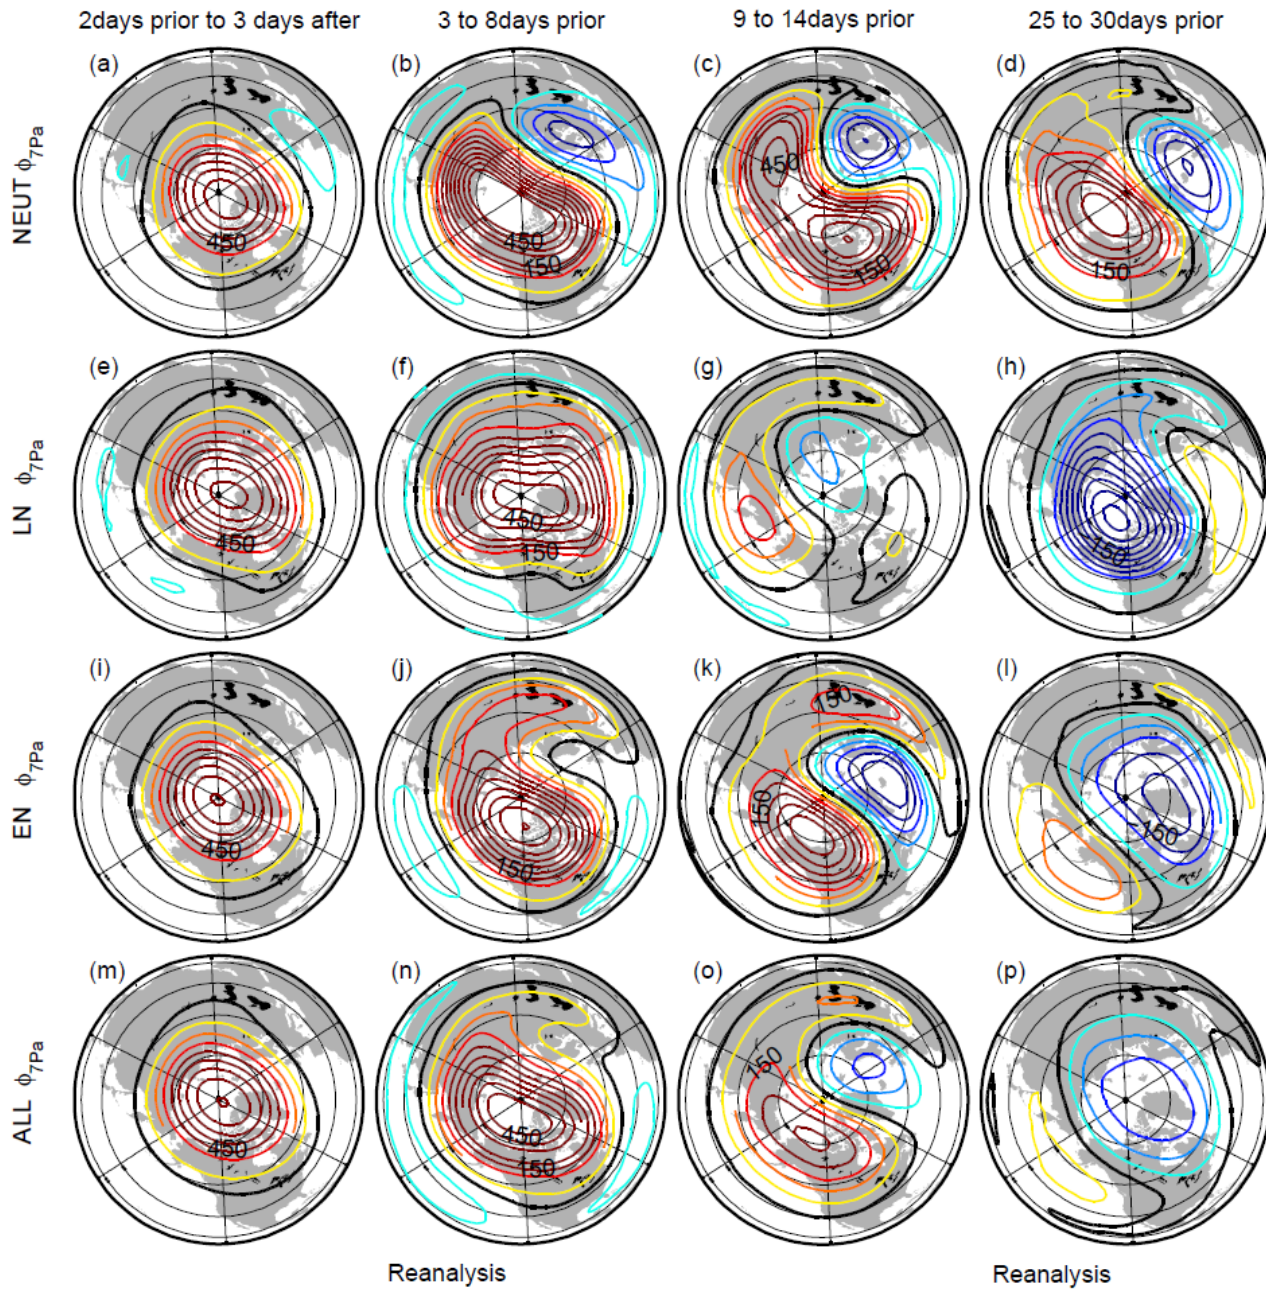 2days prior to 3 days after 3 to 8days prior 9 to 14days prior 25 to 30days prior
(a) (b) (c) (d)
NEUT ϕ7Pa
450 450 150 450 150 150
(e) (f) (g) (h)
LN ϕ7Pa
450 450 150 -150
(i) (j) (k) (l)
EN ϕ7Pa
450 150 150 150 -150
(m) (n) (o) (p)
ALL ϕ7Pa
450 450 150 150
Reanalysis Reanalysis